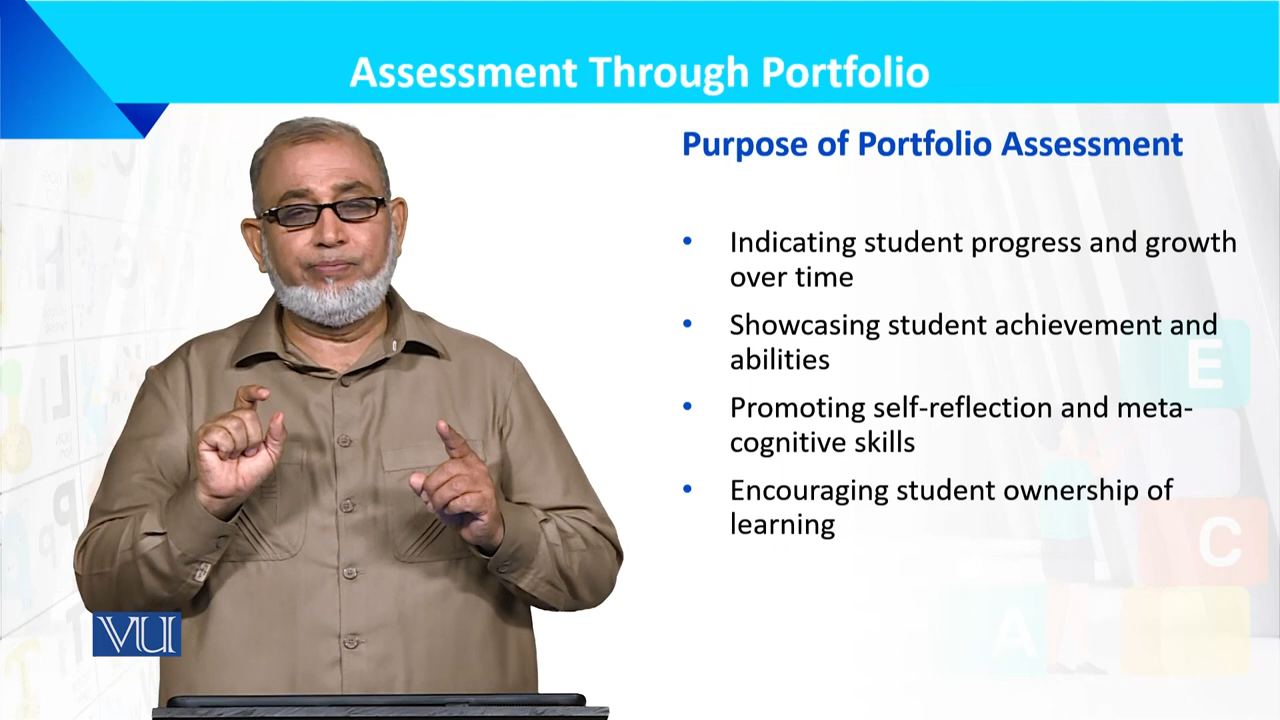 Assessment Through Portfolio
Purpose of Portfolio Assessment
• Indicating student progress and growth
over time
• Showcasing student achievement and
abilities
• Promoting self-reflection and meta-
cognitive skills
• Encouraging student ownership of
learning
E
C
A
VU